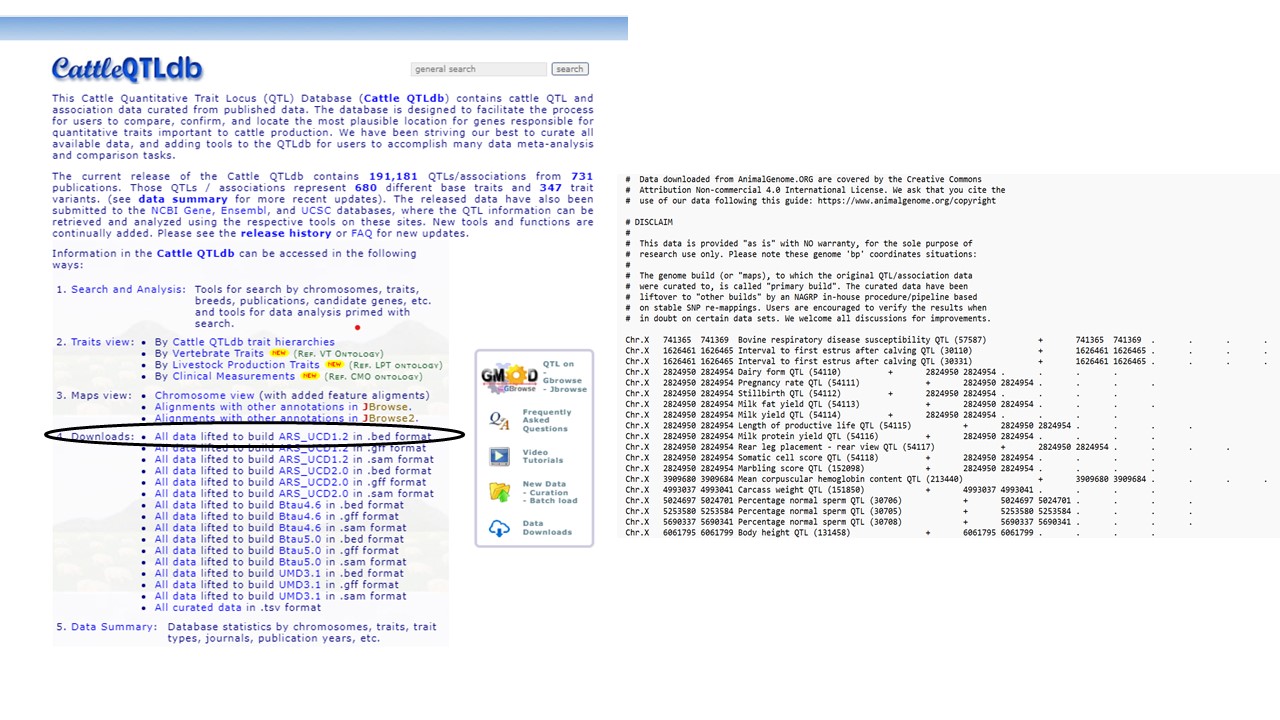 CattleQTLdb
general search
search
This Cattle Quantitative Trait Locus (QTL) Database (Cattle QTLdb) contains cattle QTL and
association data curated from published data. The database is designed to facilitate the process
for users to compare, confirm, and locate the most plausible location for genes responsible for
quantitative traits important to cattle production. We have been striving our best to curate all
available data, and adding tools to the QTLdb for users to accomplish many data meta-analysis
and comparison tasks.
The current release of the Cattle QTLdb contains 191,181 QTLs/associations from 731
publications. Those QTLs / associations represent 680 different base traits and 347 trait
variants. (see data summary for more recent updates). The released data have also been
submitted to the NCBI Gene, Ensembl, and UCSC databases, where the QTL information can be
retrieved and analyzed using the respective tools on these sites. New tools and functions are
continually added. Please see the release history or FAQ for new updates.
Information in the Cattle QTLdb can be accessed in the following
ways:
1. Search and Analysis: Tools for search by chromosomes, traits,
breeds, publications, candidate genes, etc.
and tools for data analysis primed with
search.
2. Traits view: • By Cattle QTLdb trait hierarchies
• By Vertebrate Traits NEW (Ref. VT Ontology)
• By Livestock Production Traits NEW (Ref. LPT ontology)
• By Clinical Measurements NEW (Ref. CMO ontology)
3. Maps view: • Chromosome view (with added feature aligments)
• Alignments with other annotations in JBrowse.
• Alignments with other annotations in JBrowse2.
4. Downloads: • All data lifted to build ARS_UCD1.2 in .bed format
• All data lifted to build ARS_UCD1.2 in .gff format
• All data lifted to build ARS_UCD1.2 in .sam format
• All data lifted to build ARS_UCD2.0 in .bed format
• All data lifted to build ARS_UCD2.0 in .gff format
• All data lifted to build ARS_UCD2.0 in .sam format
• All data lifted to build Btau4.6 in .bed format
• All data lifted to build Btau4.6 in .gff format
• All data lifted to build Btau4.6 in .sam format
• All data lifted to build Btau5.0 in .bed format
• All data lifted to build Btau5.0 in .gff format
• All data lifted to build Btau5.0 in .sam format
• All data lifted to build UMD3.1 in .bed format
• All data lifted to build UMD3.1 in .gff format
• All data lifted to build UMD3.1 in .sam format
• All curated data in .tsv format
5. Data Summary: Database statistics by chromosomes, traits, trait
types, journals, publication years, etc.
GMOD
GBrowse
QTL on -
Gbrowse
- Jbrowse
Q/A
Frequently
Asked
Questions
Video
Tutorials
New Data
- Curation
- Batch load
Data
Downloads
# Data downloaded from AnimalGenome.ORG are covered by the Creative Commons
# Attribution Non-commercial 4.0 International License. We ask that you cite the
# use of our data following this guide: https://www.animalgenome.org/copyright
# DISCLAIM
#
# This data is provided "as is" with NO warranty, for the sole purpose of
# research use only. Please note these genome 'bp' coordinates situations:
#
# The genome build (or "maps), to which the original QTL/association data
# were curated to, is called "primary build". The curated data have been
# liftover to "other builds" by an NAGRP in-house procedure/pipeline based
# on stable SNP re-mappings. Users are encouraged to verify the results when
# in doubt on certain data sets. We welcome all discussions for improvements.
Chr.X 741365 741369 Bovine respiratory disease susceptibility QTL (57587) + 741365 741369 . . . .
Chr.X 1626461 1626465 Interval to first estrus after calving QTL (30110) + 1626461 1626465 . . . .
Chr.X 1626461 1626465 Interval to first estrus after calving QTL (30331) + 1626461 1626465 . . . .
Chr.X 2824950 2824954 Dairy form QTL (54110) + 2824950 2824954 . . . .
Chr.X 2824950 2824954 Pregnancy rate QTL (54111) + 2824950 2824954 . . . .
Chr.X 2824950 2824954 Stillbirth QTL (54112) + 2824950 2824954 . . . .
Chr.X 2824950 2824954 Milk fat yield QTL (54113) + 2824950 2824954 . . . .
Chr.X 2824950 2824954 Milk yield QTL (54114) + 2824950 2824954 . . . .
Chr.X 2824950 2824954 Length of productive life QTL (54115) + 2824950 2824954 . . . .
Chr.X 2824950 2824954 Milk protein yield QTL (54116) + 2824950 2824954 . . . .
Chr.X 2824950 2824954 Rear leg placement - rear view QTL (54117) + 2824950 2824954 . . . .
Chr.X 2824950 2824954 Somatic cell score QTL (54118) + 2824950 2824954 . . . .
Chr.X 2824950 2824954 Marbling score QTL (152098) + 2824950 2824954 . . . .
Chr.X 3909680 3909684 Mean corpuscular hemoglobin content QTL (213440) + 3909680 3909684 . . . .
Chr.X 4993037 4993041 Carcass weight QTL (151850) + 4993037 4993041 . . . .
Chr.X 5024697 5024701 Percentage normal sperm QTL (30706) + 5024697 5024701 . . . .
Chr.X 5253580 5253584 Percentage normal sperm QTL (30705) + 5253580 5253584 . . . .
Chr.X 5690337 5690341 Percentage normal sperm QTL (30708) + 5690337 5690341 . . . .
Chr.X 6061795 6061799 Body height QTL (131458) + 6061795 6061799 . . . .